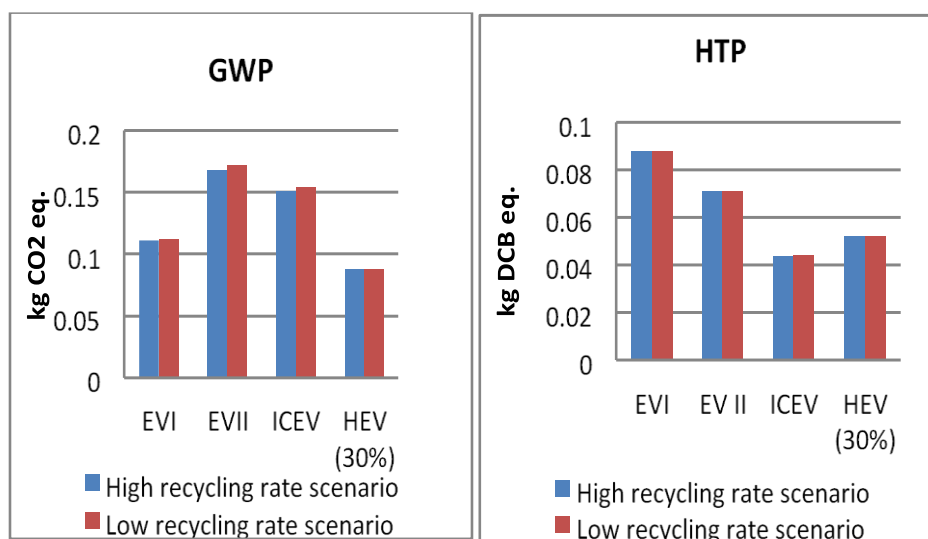 GWP
kg CO2 eq.
0.2
0.15
0.1
0.05
0
EVI EVII ICEV HEV
(30%)
High recycling rate scenario
Low recycling rate scenario
HTP
kg DCB eq.
0.1
0.08
0.06
0.04
0.02
0
EVI EV II ICEV HEV
(30%)
High recycling rate scenario
Low recycling rate scenario